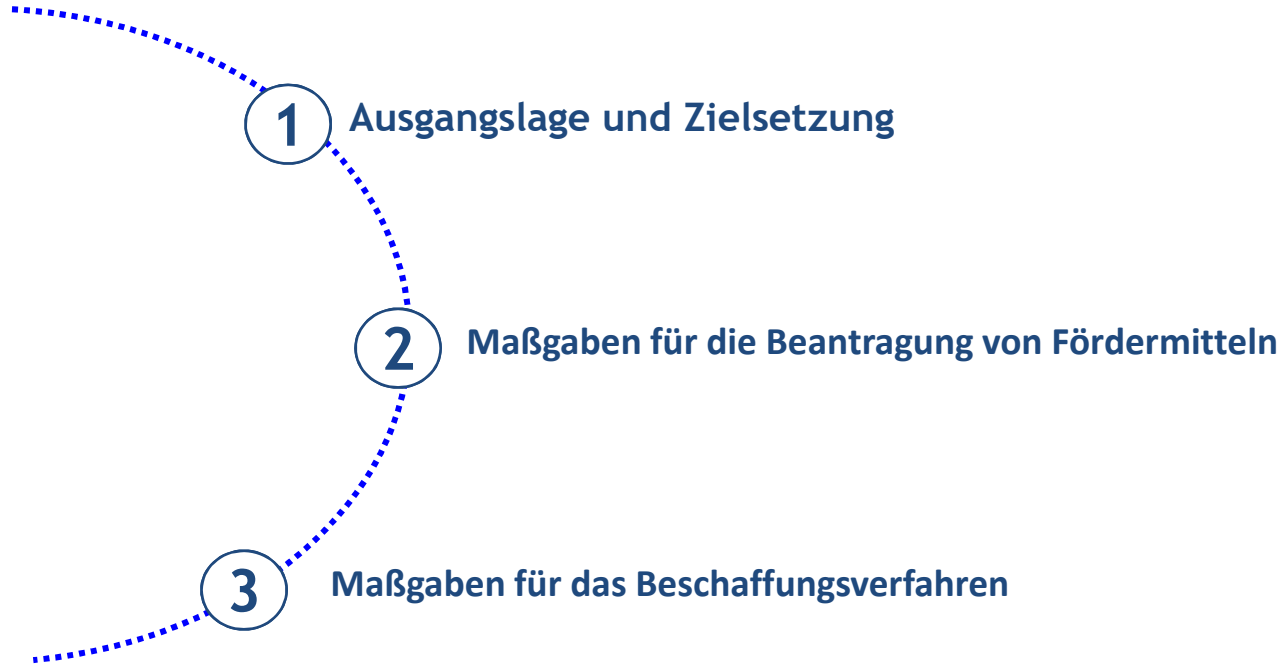 1 Ausgangslage und Zielsetzung
2 Maßgaben für die Beantragung von Fördermitteln
3 Maßgaben für das Beschaffungsverfahren